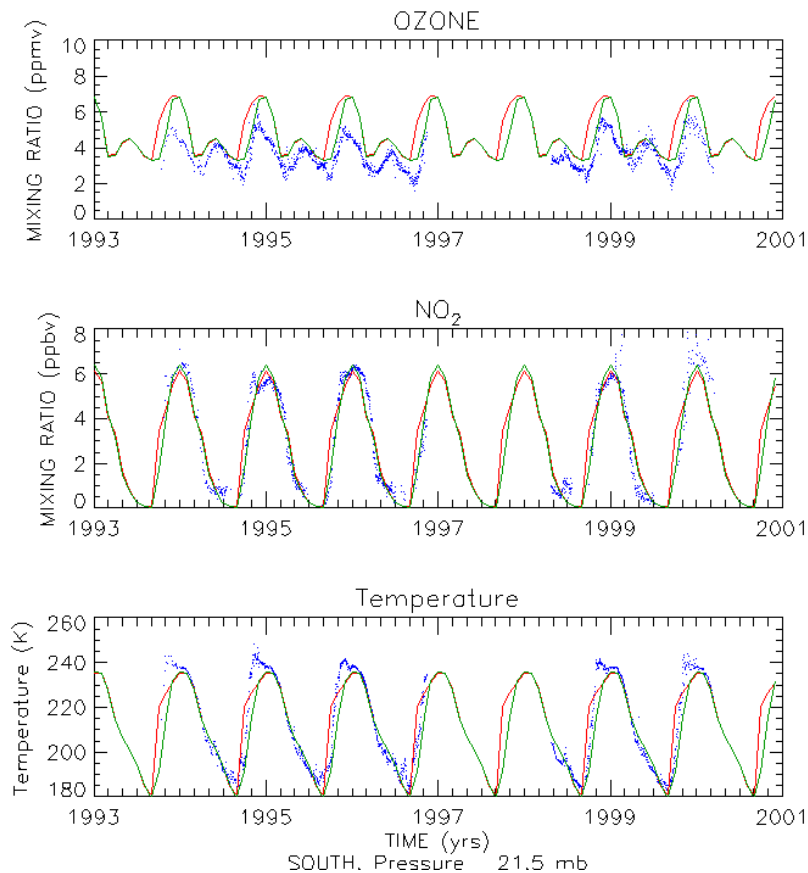 OZONE
MIXING RATIO (ppmv)
10
8
6
4
2
0
1993 1995 1997 1999 2001
NO2
MIXING RATIO (ppbv)
8
6
4
2
0
1993 1995 1997 1999 2001
Temperature
Temperature (K)
260
240
220
200
180
1993 1995 1997 1999 2001
TIME (yrs)
SOUTH, Pressure 21.5 mb